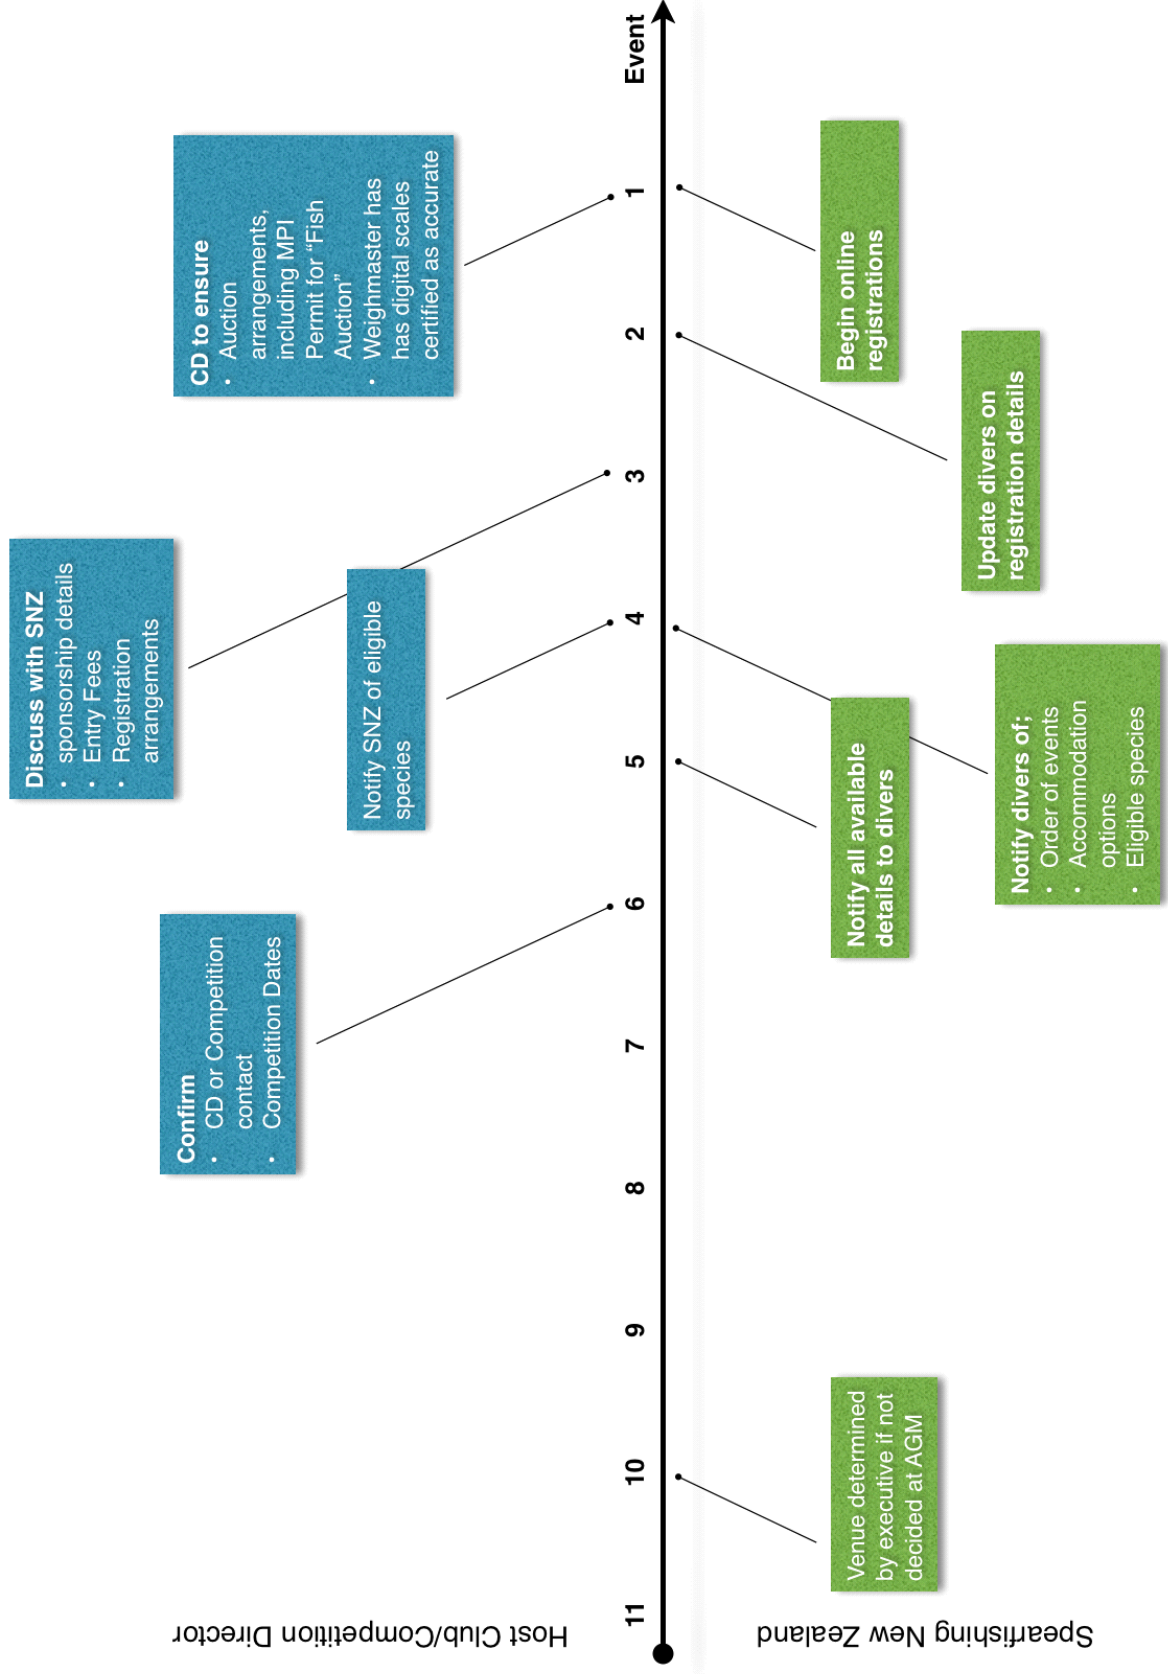 Host Club/Competition Director
Discuss with SNZ
• sponsorship details
• Entry Fees
• Registration
arrangements
Confirm
• CD or Competition
contact
• Competition Dates
CD to ensure
• Auction
arrangements,
including MPI
Permit for “Fish
Auction”
• Weighmaster has
has digital scales
certified as accurate
Notify SNZ of eligible
species
11 10 9 8 7 6 5 4 3 2 1 Event
Spearfishing New Zealand
Venue determined
by executive if not
decided at AGM
Notify all available
details to divers
Begin online
registrations
Update divers on
registration details
Notify divers of;
• Order of events
• Accommodation
options
• Eligible species